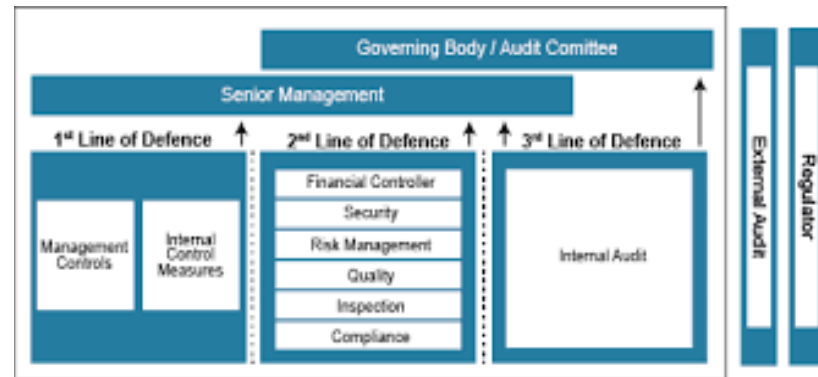 Governing Body / Audit Comittee
Senior Management
1st Line of Defence
2nd Line of Defence
3rd Line of Defence
Management
Controls
Internal
Control
Measures
Financial Controller
Security
Risk Management
Quality
Inspection
Compliance
Internal Audit
External Audit
Regulator